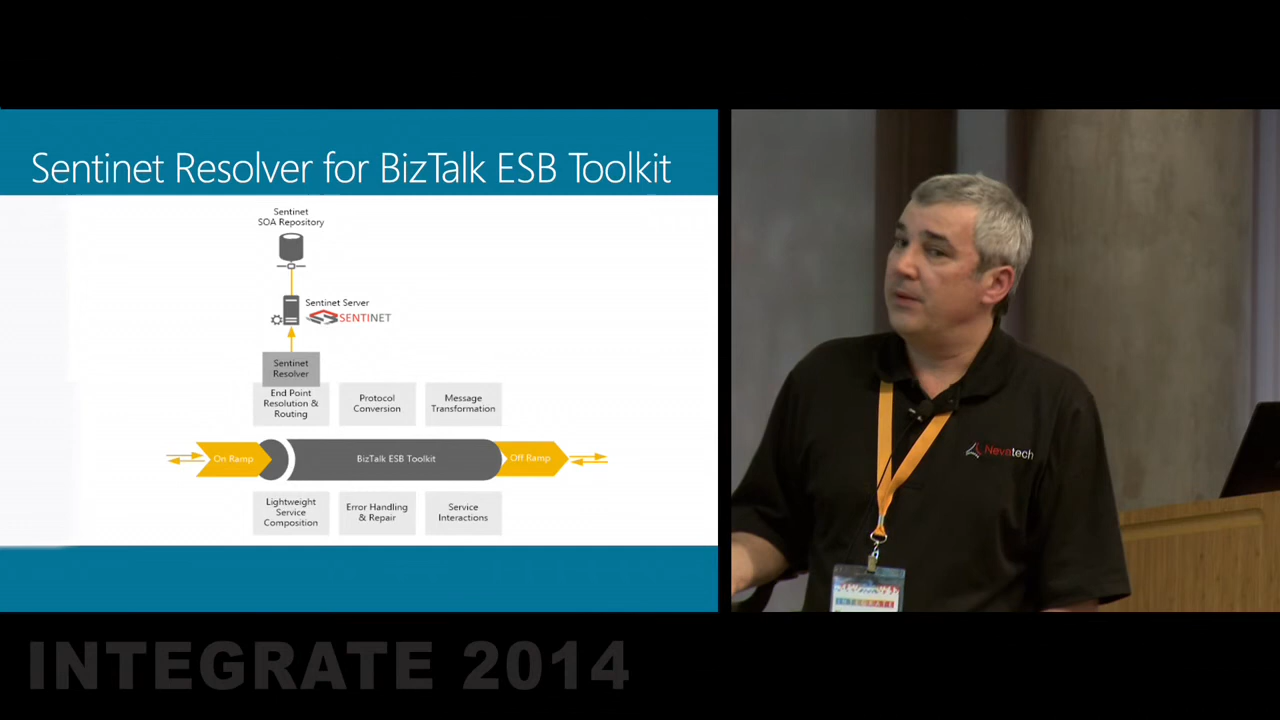 Sentinet Resolver for BizTalk ESB Toolkit
Sentinet
SOA Repository
Sentinet Server
SENTINET
Sentinet
Resolver
End Point
Resolution &
Routing
Protocol
Conversion
Message
Transformation
On Ramp
BizTalk ESB Toolkit
Off Ramp
Lightweight
Service
Composition
Error Handling
& Repair
Service
Interactions
Nevatech
INTEGRATE
INTEGRATE 2014